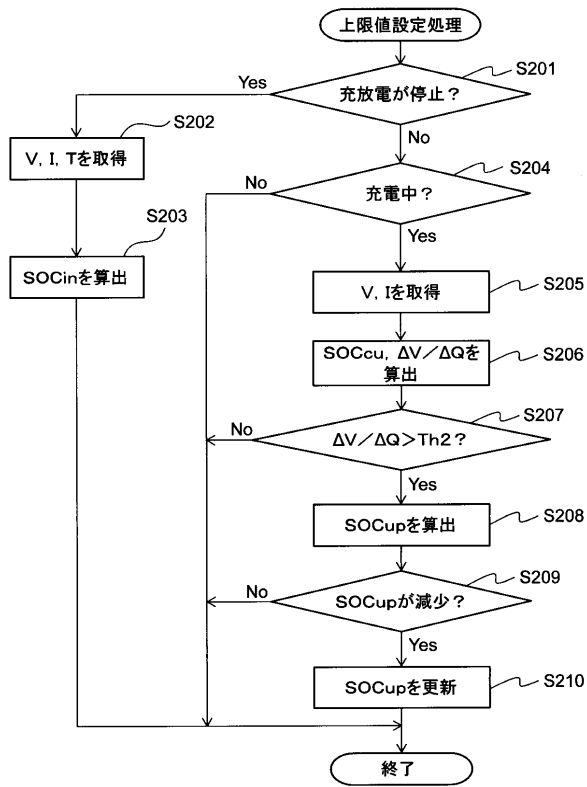 上限値設定処理
S201
充放電が停止？
Yes
No
S202
V, I, Tを取得
S203
SOCinを算出
S204
充電中？
No
Yes
S205
V, Iを取得
S206
SOCcu, ΔV／ΔQを
算出
S207
ΔV／ΔQ＞Th2？
No
Yes
S208
SOCupを算出
S209
SOCupが減少？
No
Yes
S210
SOCupを更新
終了